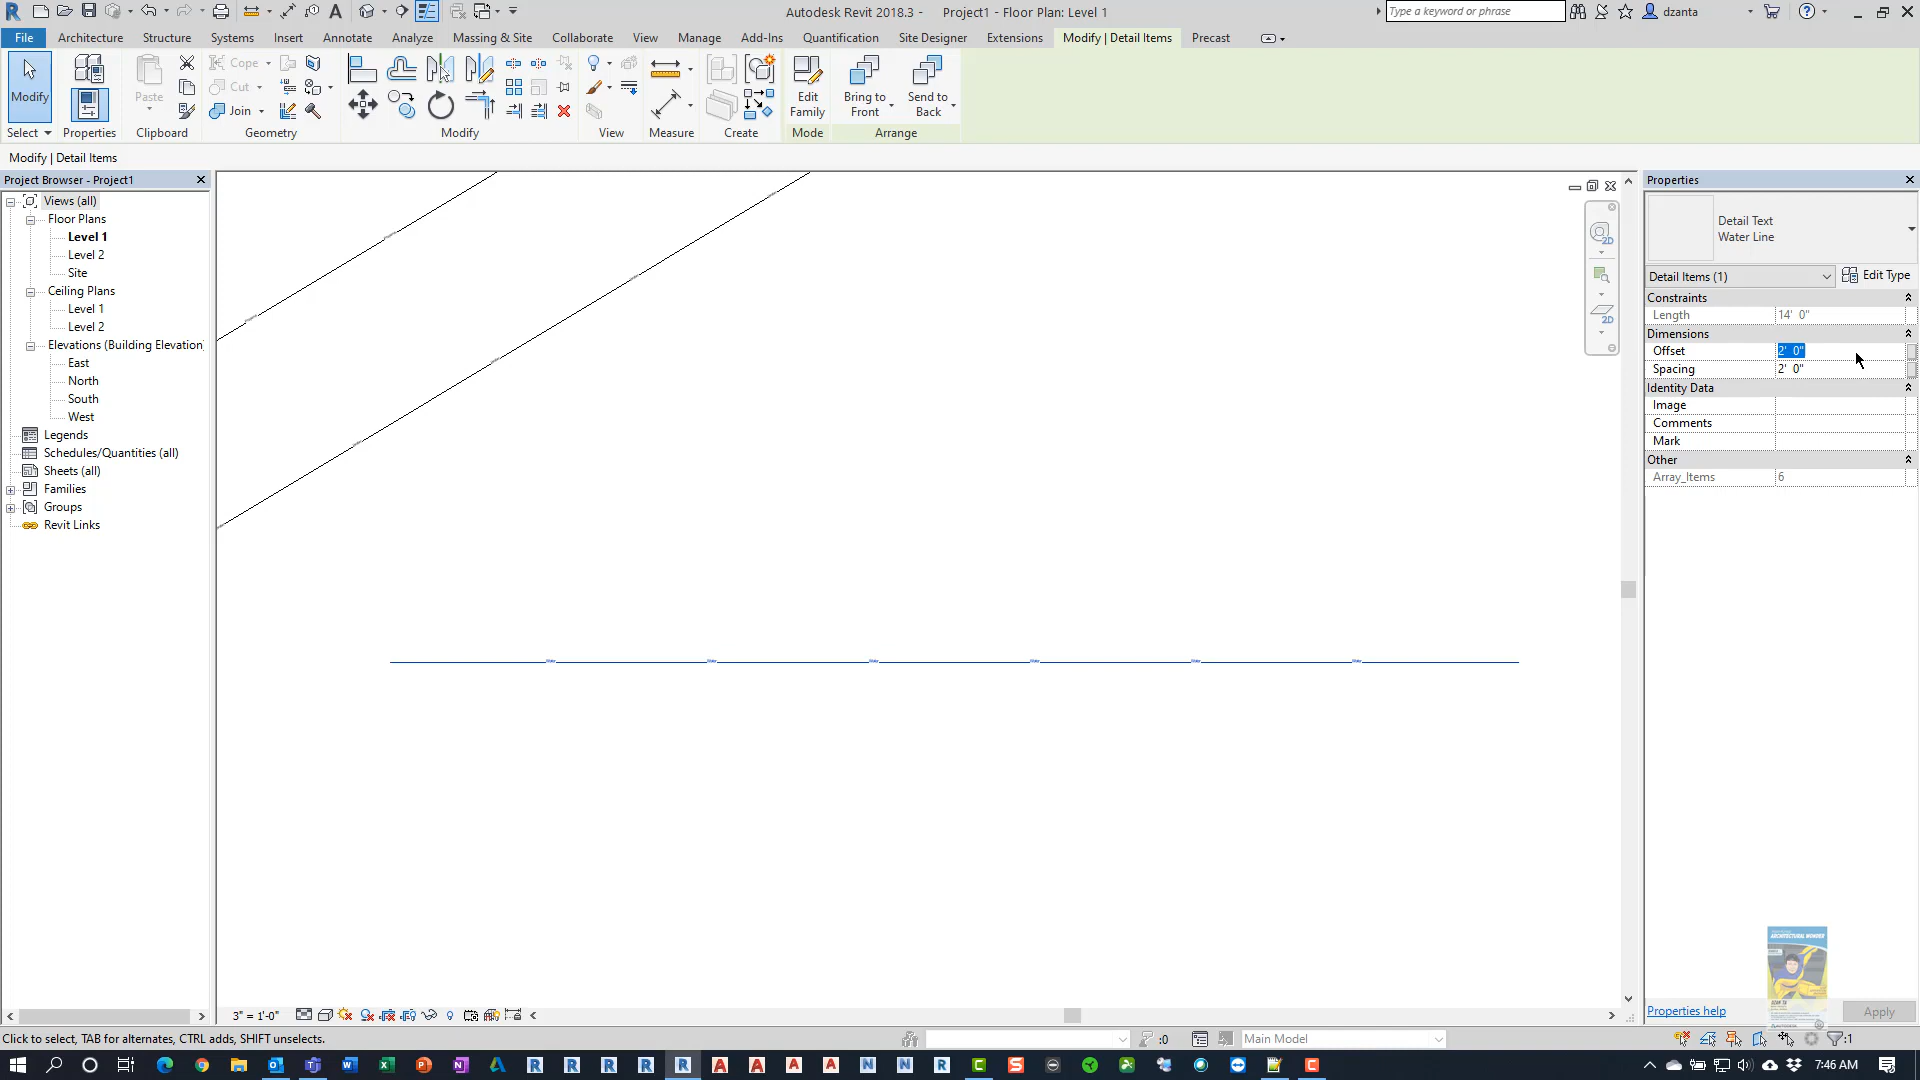 Autodesk Revit 2018.3 - Project1 - Floor Plan: Level 1
Type a keyword or phrase
dzanta
File Architecture Structure Systems Insert Annotate Analyze Massing & Site Collaborate View Manage Add-Ins Quantification Site Designer Extensions Modify | Detail Items Precast
Modify
Paste
Cope
Cut
Join
Edit Family
Bring to Front
Send to Back
Select Properties Clipboard Geometry Modify View Measure Create Mode Arrange
Modify | Detail Items
Project Browser - Project1
Views (all)
Floor Plans
Level 1
Level 2
Site
Ceiling Plans
Level 1
Level 2
Elevations (Building Elevation)
East
North
South
West
Legends
Schedules/Quantities (all)
Sheets (all)
Families
Groups
Revit Links
2D
2D
Properties
Detail Text
Water Line
Detail Items (1) Edit Type
Constraints
Length 14' 0"
Dimensions
Offset 2' 0"
Spacing 2' 0"
Identity Data
Image
Comments
Mark
Other
Array_Items 6
ARCHITECTURAL WONDER
AUTODESK
Properties help Apply
3" = 1'-0"
Click to select, TAB for alternates, CTRL adds, SHIFT unselects.
:0
Main Model
:1
7:46 AM